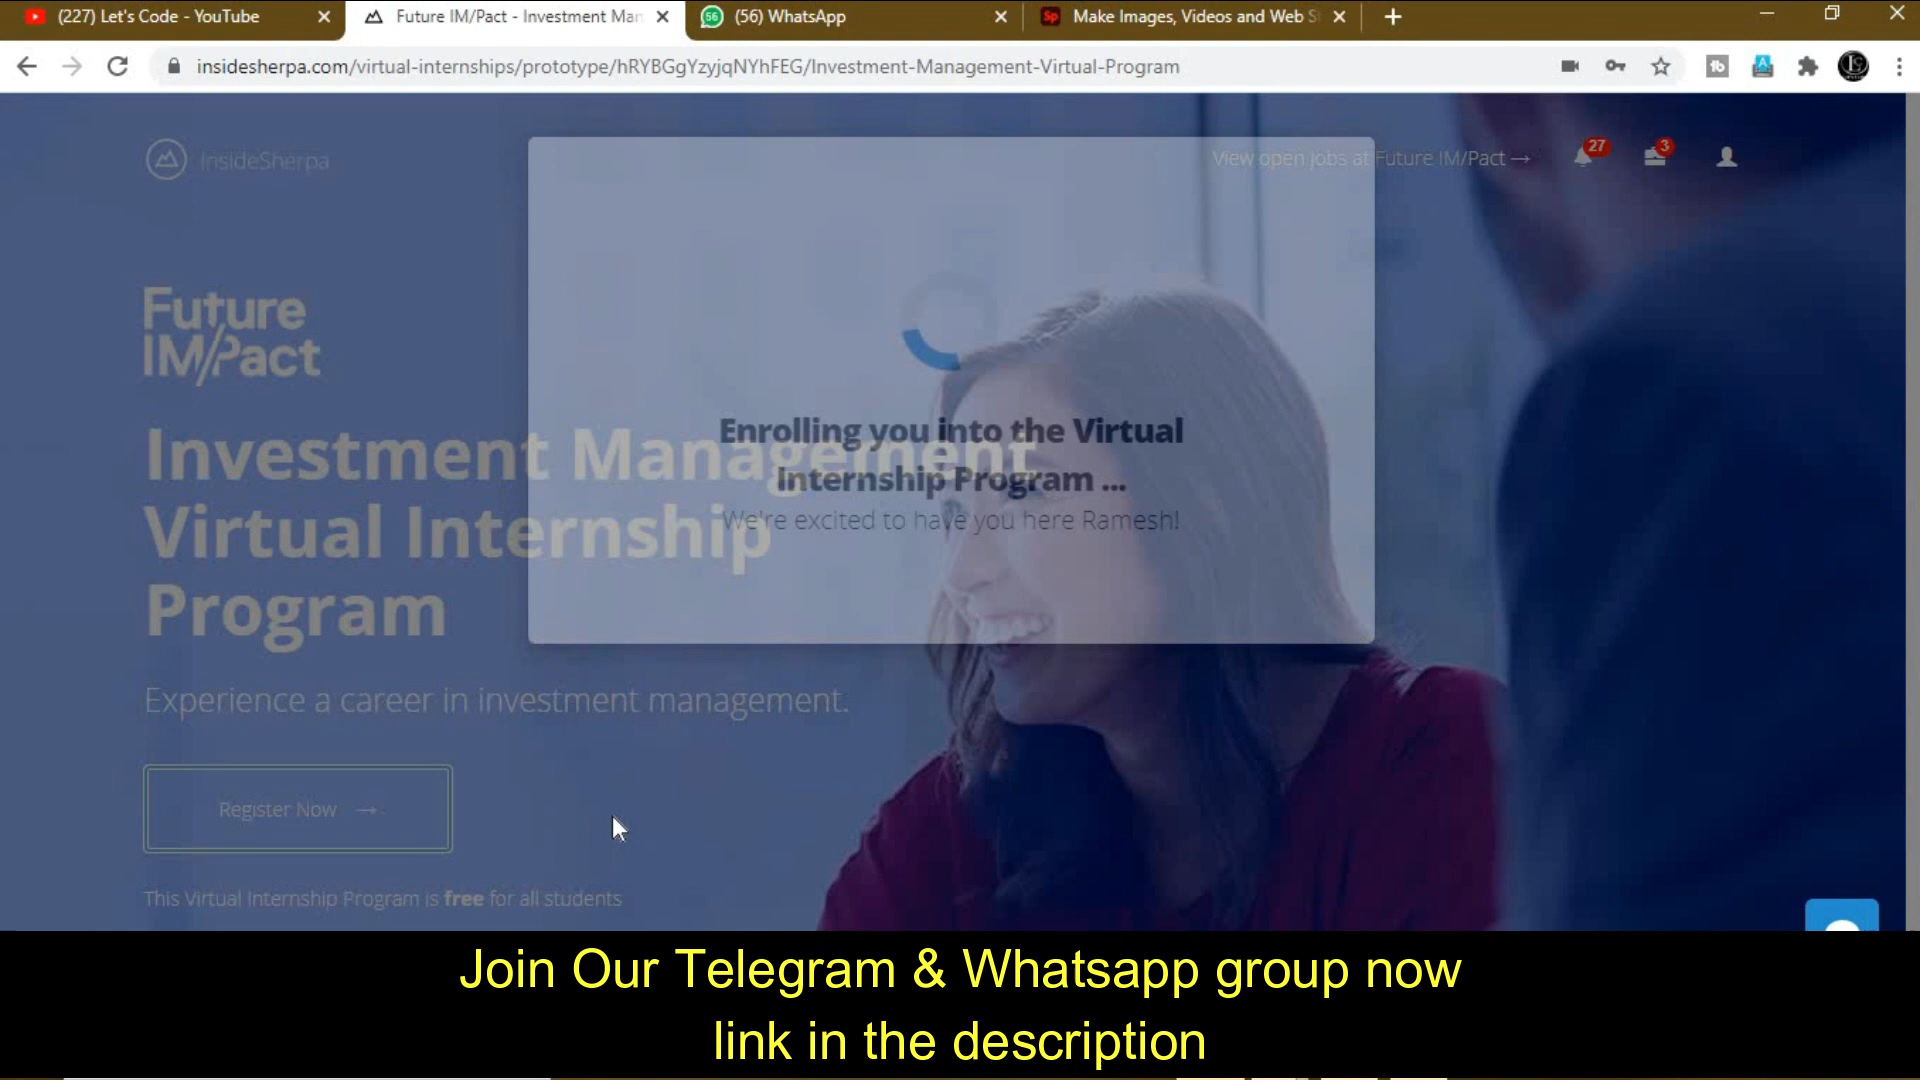 (227) Let's Code - YouTube
Future IM/Pact - Investment Man
(56) WhatsApp
Make Images, Videos and Web S
insidesherpa.com/virtual-internships/prototype/hRYBGgYzyjqNYhFEG/Investment-Management-Virtual-Program
InsideSherpa
View open jobs at Future IM/Pact →
27
3
Future
IM/Pact
Investment Management
Virtual Internship
Program
Enrolling you into the Virtual
Internship Program ...
We're excited to have you here Ramesh!
Experience a career in investment management.
Register Now →
This Virtual Internship Program is free for all students
Join Our Telegram & Whatsapp group now
link in the description